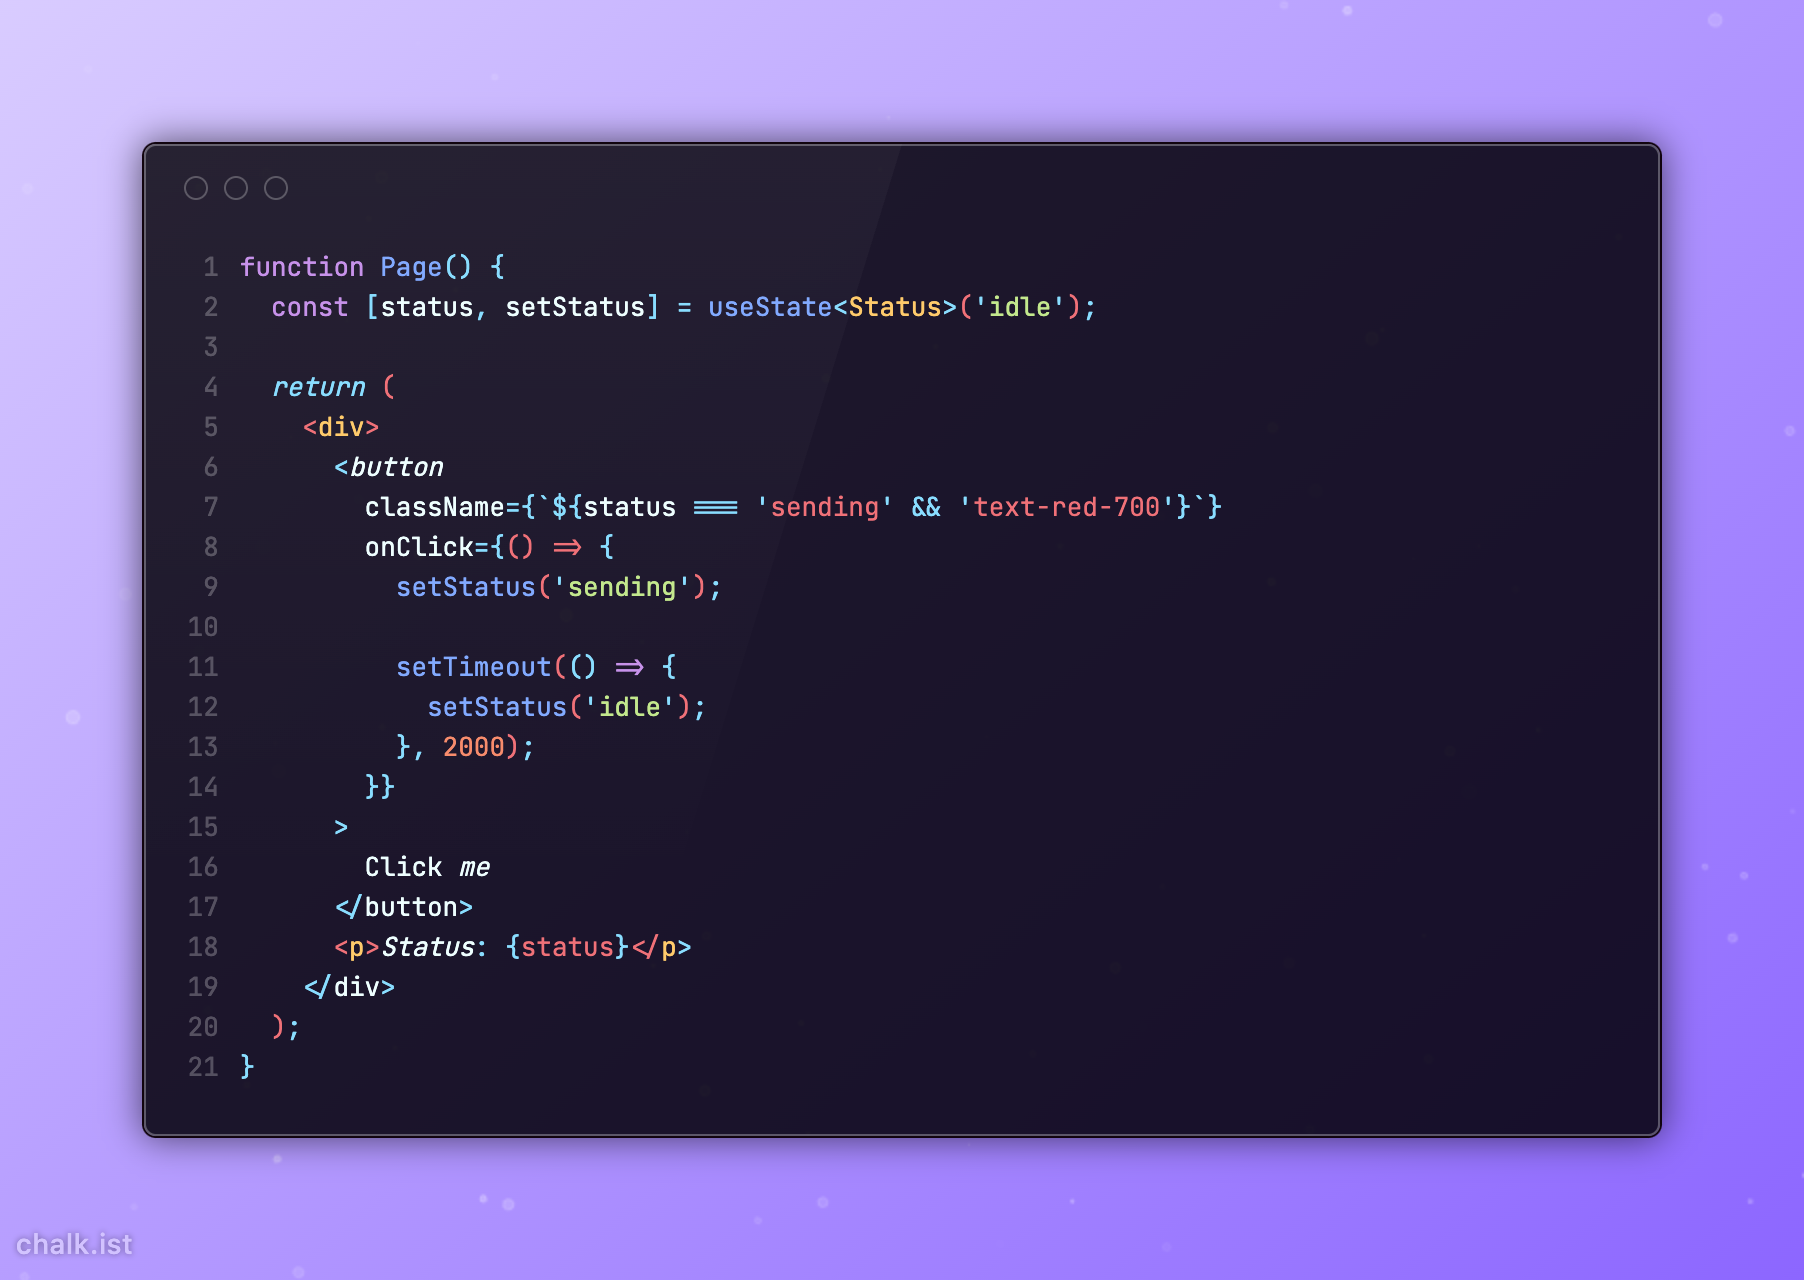 1 function Page() {
2   const [status, setStatus] = useState<Status>('idle');
3
4   return (
5     <div>
6       <button
7         className={`${status === 'sending' && 'text-red-700'}`}
8         onClick={() => {
9           setStatus('sending');
10
11           setTimeout(() => {
12             setStatus('idle');
13           }, 2000);
14         }}
15       >
16         Click me
17       </button>
18       <p>Status: {status}</p>
19     </div>
20   );
21 }
chalk.ist